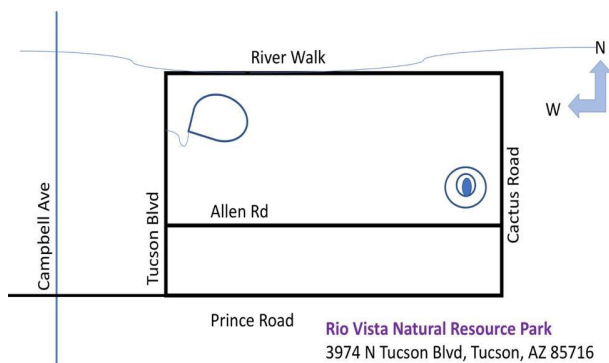 River Walk
N
W
Campbell Ave
Tucson Blvd
Cactus Road
Allen Rd
Prince Road
Rio Vista Natural Resource Park
3974 N Tucson Blvd, Tucson, AZ 85716